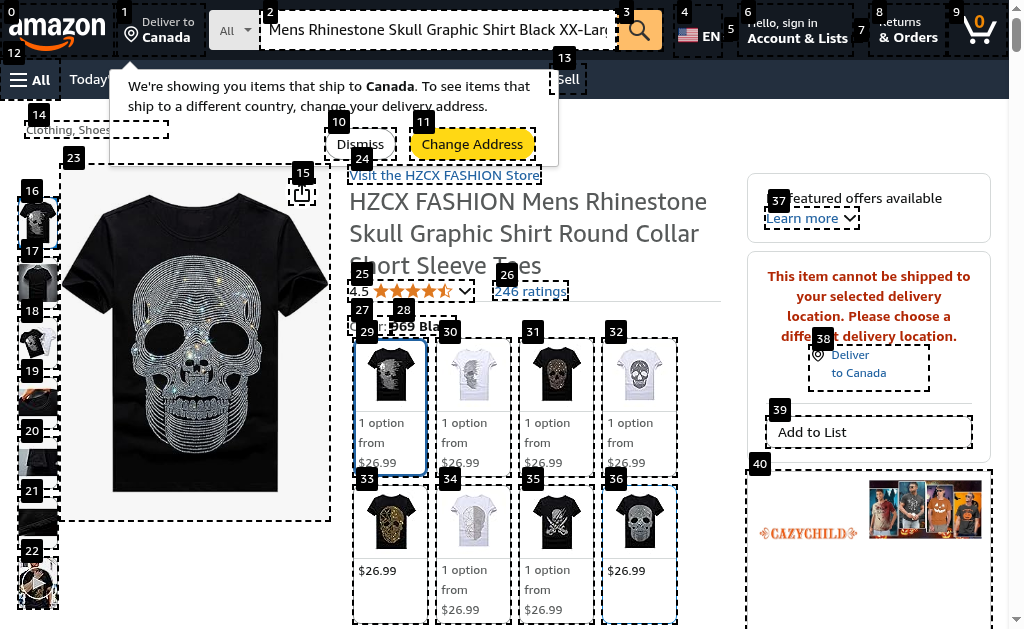 0
1
2
3
4
5
6
7
8
9
amazon
Deliver to
Canada
All
Mens Rhinestone Skull Graphic Shirt Black XX-Lar
EN
Hello, sign in
Account & Lists
Returns
& Orders
0
12
13
All
Today'
Sell
We're showing you items that ship to Canada. To see items that
ship to a different country, change your delivery address.
10
11
Dismiss
Change Address
14
Clothing, Shoes
23
15
24
Visit the HZCX FASHION Store
HZCX FASHION Mens Rhinestone
Skull Graphic Shirt Round Collar
Short Sleeve Tees
25
26
4.5
246 ratings
27
28
969 Bla
16
17
18
19
20
21
22
29
30
31
32
1 option
from
$26.99
1 option
from
$26.99
1 option
from
$26.99
1 option
from
$26.99
33
34
35
36
$26.99
1 option
from
$26.99
1 option
from
$26.99
$26.99
37
featured offers available
Learn more
This item cannot be shipped to
your selected delivery
location. Please choose a
different delivery location.
38
Deliver
to Canada
39
Add to List
40
CAZYCHILD